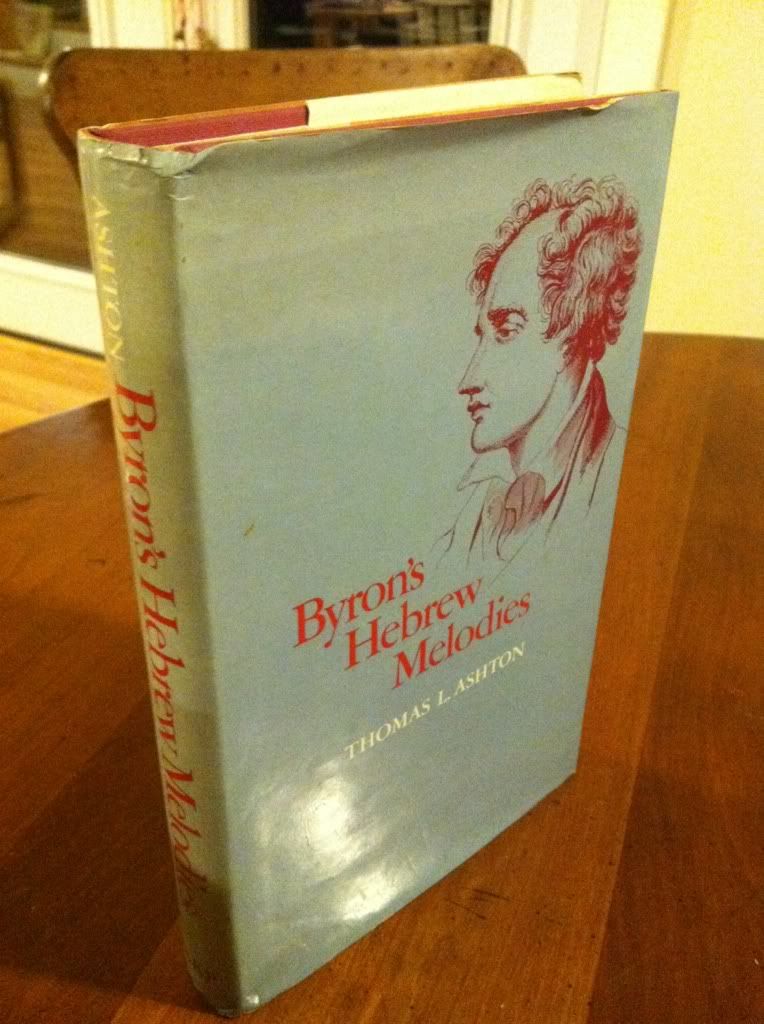 ASHTON Byron's Hebrew Melodies
Byron's
Hebrew
Melodies
THOMAS L. ASHTON